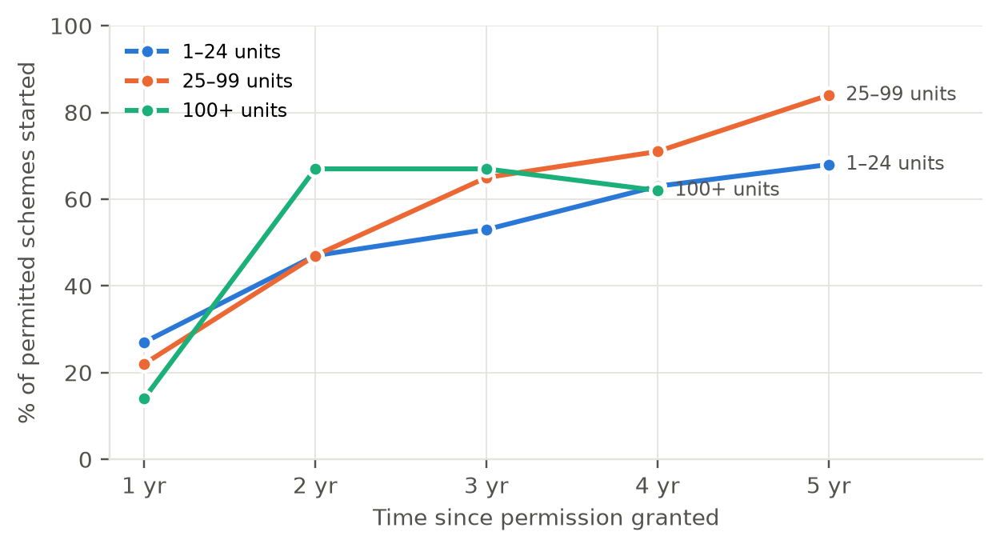 100
80
60
40
20
0
% of permitted schemes started
1–24 units
25–99 units
100+ units
25–99 units
1–24 units
100+ units
1 yr
2 yr
3 yr
4 yr
5 yr
Time since permission granted